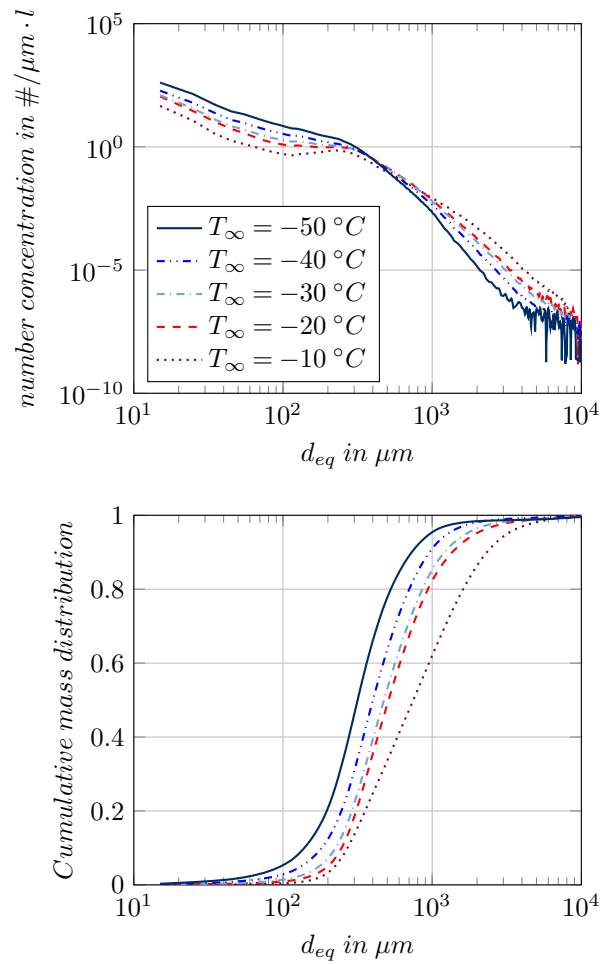 number concentration in #/μm · l
10^5
10^0
10^−5
10^−10
T∞ = −50 °C
T∞ = −40 °C
T∞ = −30 °C
T∞ = −20 °C
T∞ = −10 °C
10^1 10^2 10^3 10^4
d_eq in μm
Cumulative mass distribution
1
0.8
0.6
0.4
0.2
0
10^1 10^2 10^3 10^4
d_eq in μm